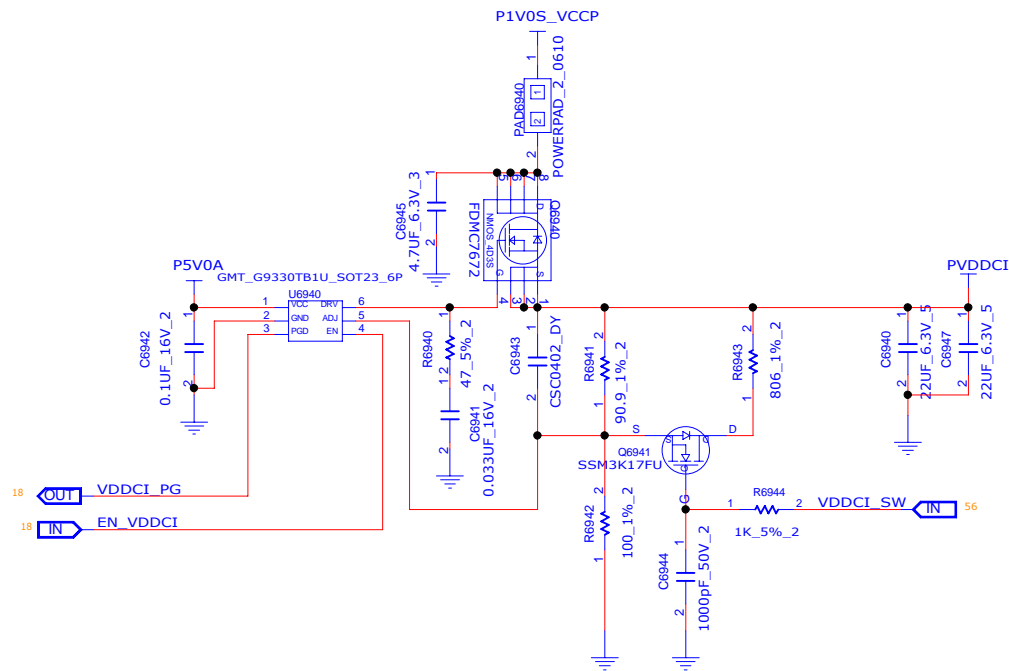 P1V0S_VCCP
1
PAD6940
1
2
POWERPAD_2_0610
2
1
C6945
4.7UF_6.3V_3
2
5
6
7
8
D
Q6940
NMOS_4D3S
FDMC7672
G
S
4
3
2
1
P5V0A
GMT_G9330TB1U_SOT23_6P
U6940
1
VCC
DRV
6
2
GND
ADJ
5
3
PGD
EN
4
1
C6942
0.1UF_16V_2
2
1
R6940
47_5%_2
2
1
C6941
0.033UF_16V_2
2
1
C6943
CSC0402_DY
2
2
R6941
90.9_1%_2
1
2
R6943
806_1%_2
1
PVDDCI
1
C6940
22UF_6.3V_5
2
1
C6947
22UF_6.3V_5
2
S
D
S
D
Q6941
SSM3K17FU
G
G
2
R6942
100_1%_2
1
1
R6944
2
1K_5%_2
VDDCI_SW
IN
56
1
C6944
1000pF_50V_2
2
18
OUT
VDDCI_PG
18
IN
EN_VDDCI